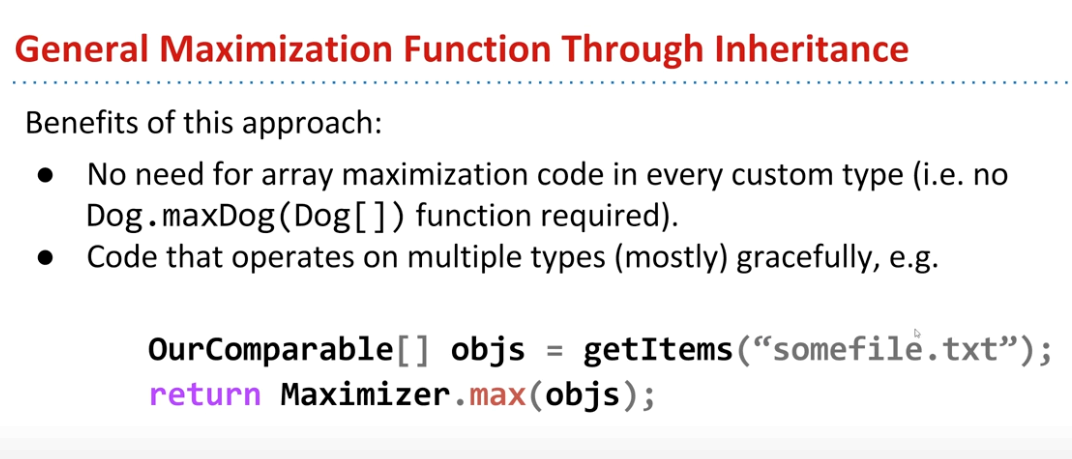 General Maximization Function Through Inheritance
Benefits of this approach:
● No need for array maximization code in every custom type (i.e. no
Dog.maxDog(Dog[]) function required).
● Code that operates on multiple types (mostly) gracefully, e.g.
OurComparable[] objs = getItems(“somefile.txt”);
return Maximizer.max(objs);